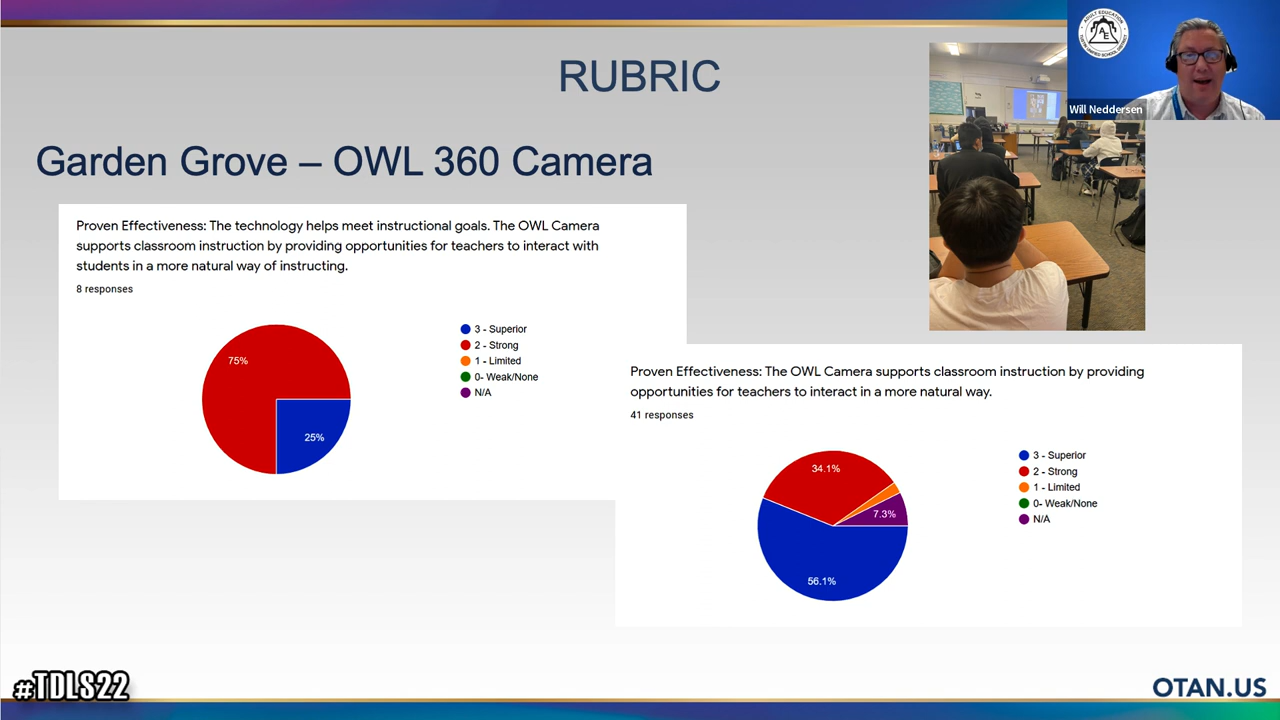 RUBRIC
Will Neddersen
Garden Grove – OWL 360 Camera
Proven Effectiveness: The technology helps meet instructional goals. The OWL Camera
supports classroom instruction by providing opportunities for teachers to interact with
students in a more natural way of instructing.
8 responses
75%
25%
3 - Superior
2 - Strong
1 - Limited
0- Weak/None
N/A
Proven Effectiveness: The OWL Camera supports classroom instruction by providing
opportunities for teachers to interact in a more natural way.
41 responses
34.1%
7.3%
56.1%
3 - Superior
2 - Strong
1 - Limited
0- Weak/None
N/A
#TDLS22
OTAN.US